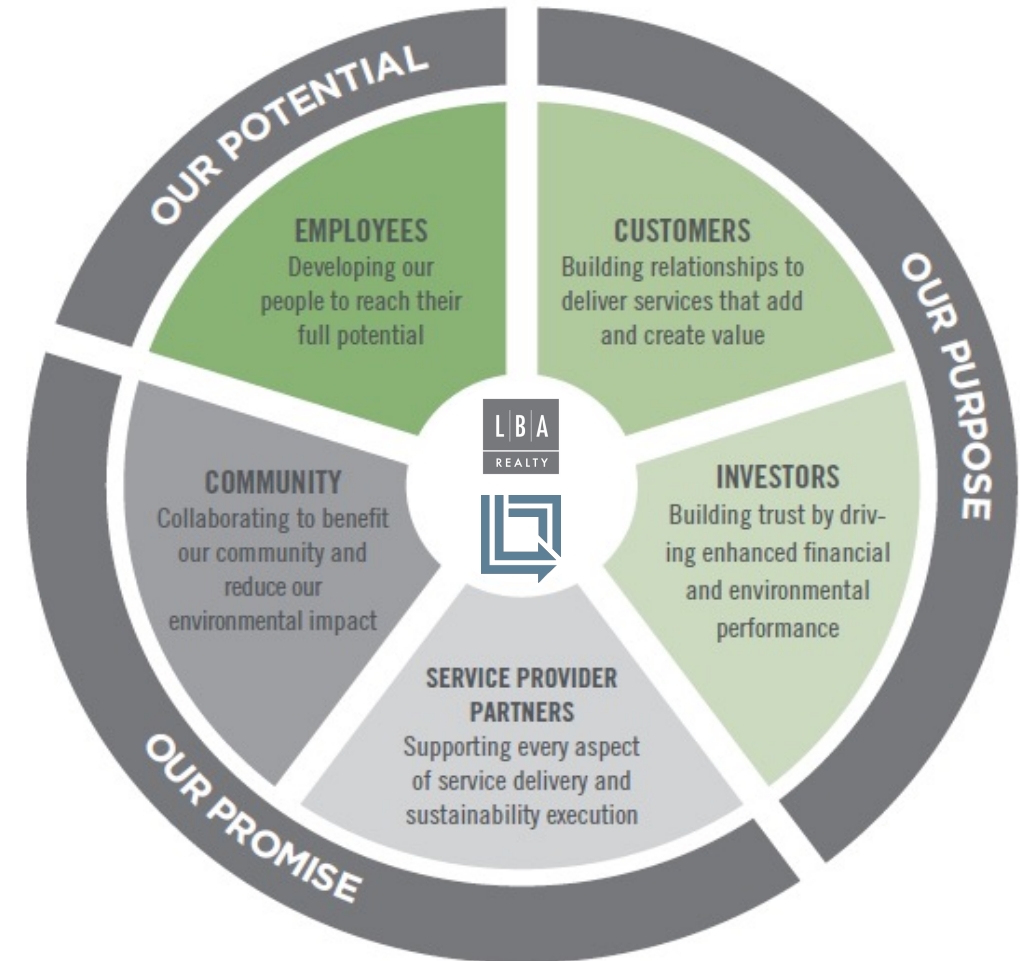 OUR POTENTIAL
EMPLOYEES
Developing our
people to reach their
full potential
CUSTOMERS
Building relationships to
deliver services that add
and create value
OUR PURPOSE
L|B|A
REALTY
COMMUNITY
Collaborating to benefit
our community and
reduce our
environmental impact
INVESTORS
Building trust by driv-
ing enhanced financial
and environmental
performance
SERVICE PROVIDER
PARTNERS
Supporting every aspect
of service delivery and
sustainability execution
OUR PROMISE